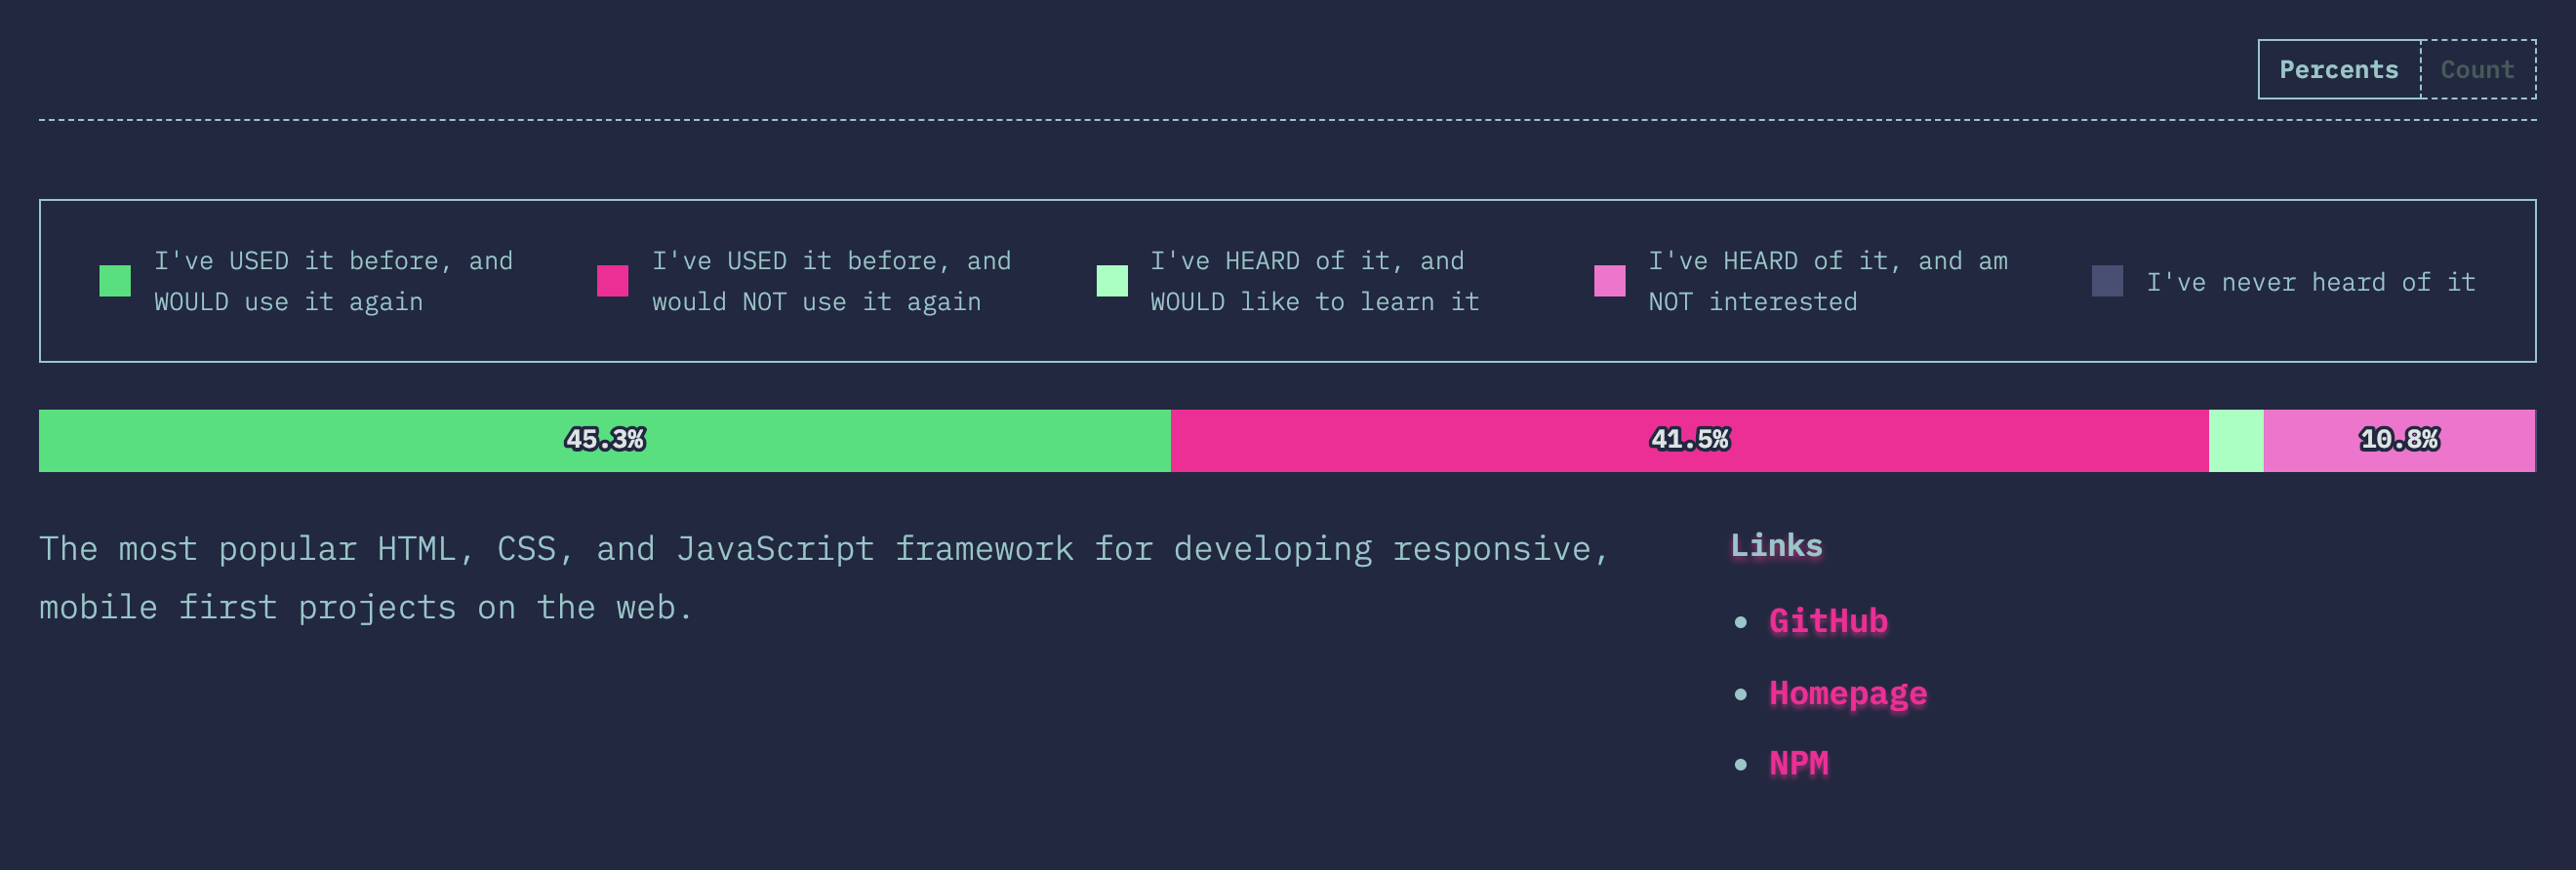 Percents Count
I've USED it before, and
WOULD use it again
I've USED it before, and
would NOT use it again
I've HEARD of it, and
WOULD like to learn it
I've HEARD of it, and am
NOT interested
I've never heard of it
45.3% 41.5% 10.8%
The most popular HTML, CSS, and JavaScript framework for developing responsive,
mobile first projects on the web.
Links
GitHub
Homepage
NPM